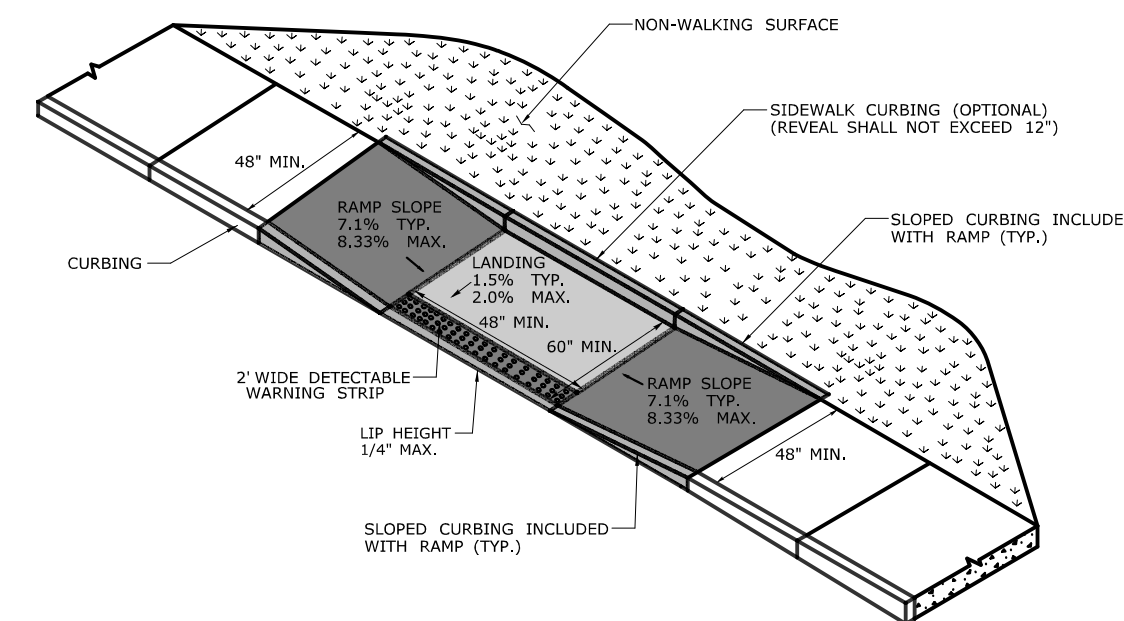 NON-WALKING SURFACE
SIDEWALK CURBING (OPTIONAL)
(REVEAL SHALL NOT EXCEED 12")
48" MIN.
RAMP SLOPE
7.1% TYP.
8.33% MAX.
SLOPED CURBING INCLUDE
WITH RAMP (TYP.)
CURBING
LANDING
1.5% TYP.
2.0% MAX.
48" MIN.
60" MIN.
2' WIDE DETECTABLE
WARNING STRIP
RAMP SLOPE
7.1% TYP.
8.33% MAX.
LIP HEIGHT
1/4" MAX.
48" MIN.
SLOPED CURBING INCLUDED
WITH RAMP (TYP.)